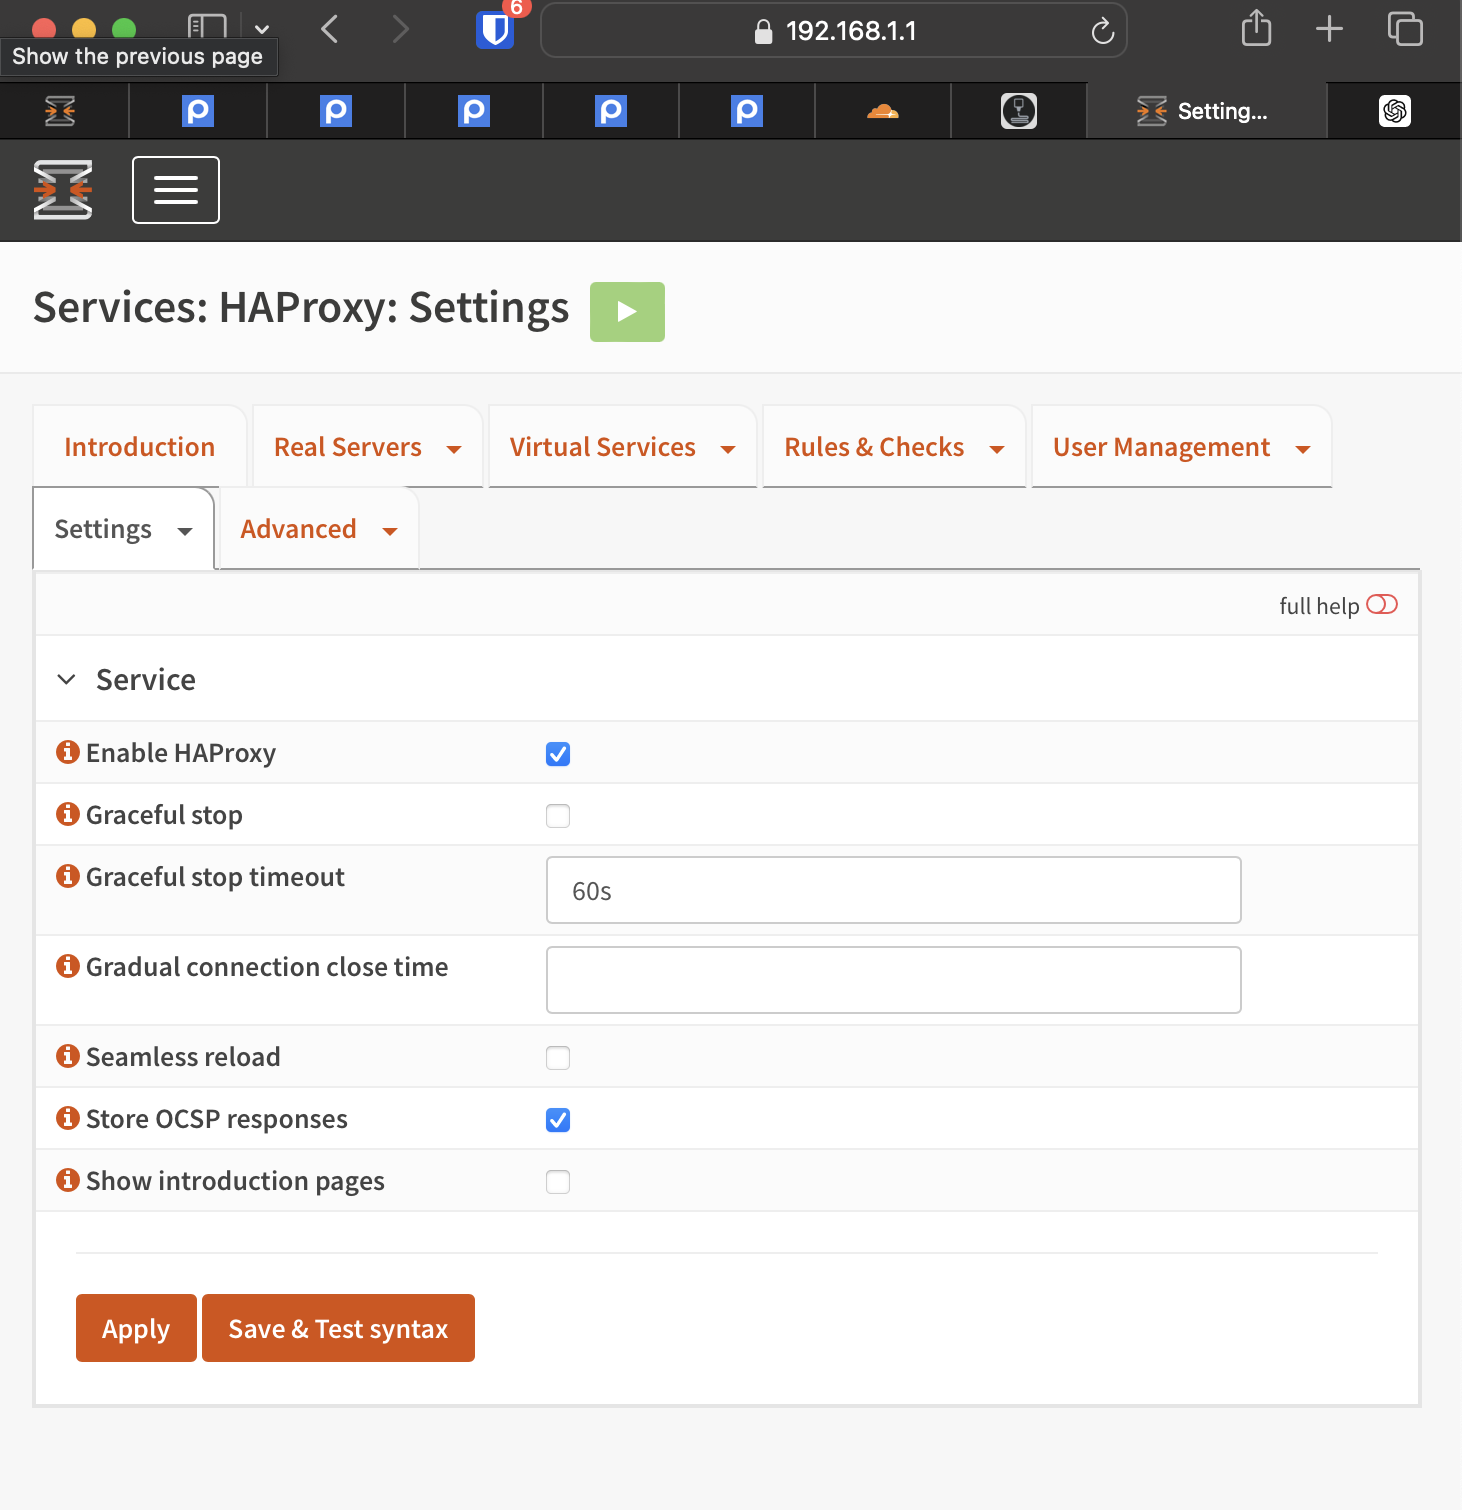 6
192.168.1.1
Show the previous page
Setting...
Services: HAProxy: Settings
Introduction
Real Servers
Virtual Services
Rules & Checks
User Management
Settings
Advanced
full help
Service
Enable HAProxy
Graceful stop
Graceful stop timeout
60s
Gradual connection close time
Seamless reload
Store OCSP responses
Show introduction pages
Apply
Save & Test syntax